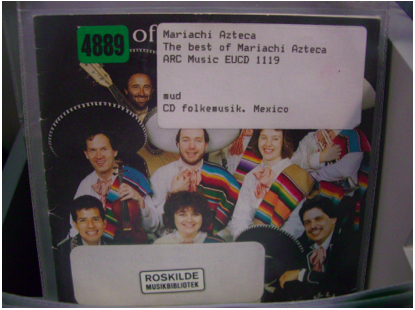 4889
of
Mariachi Azteca
The best of Mariachi Azteca
ARC Music EUCD 1119
mud
CD folkemusik. Mexico
ROSKILDE
MUSIKBIBLIOTEK